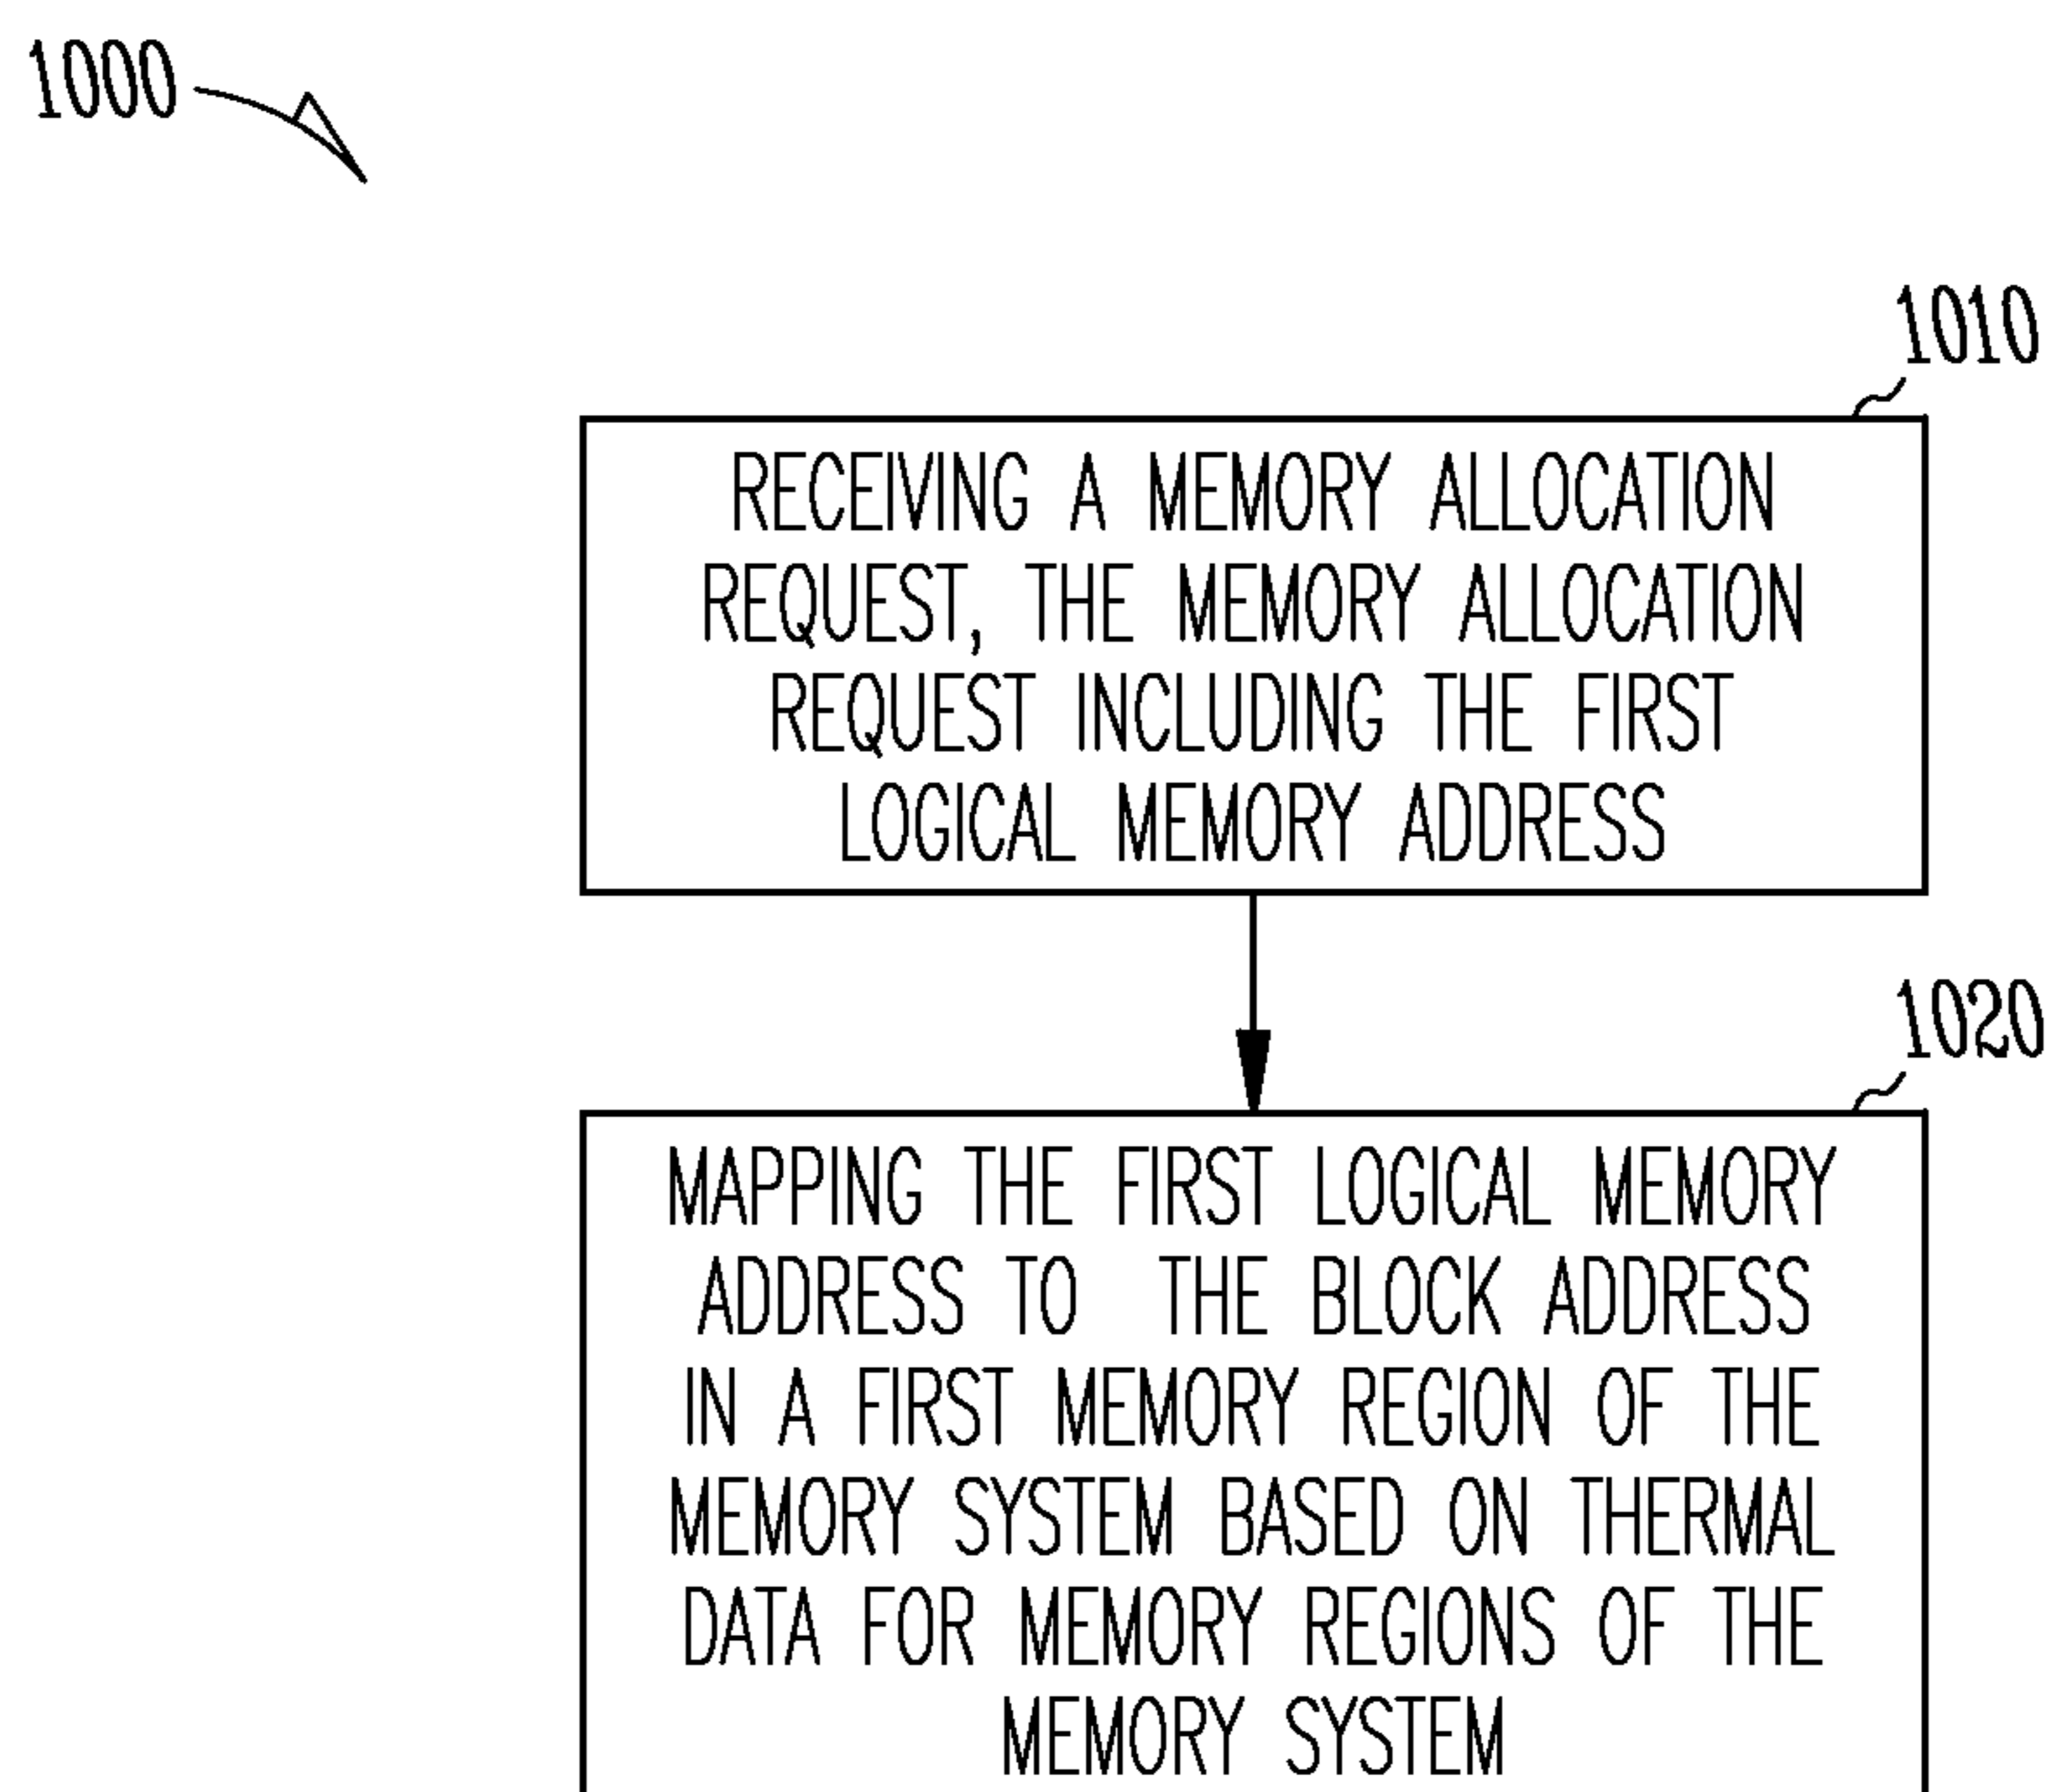 1000
1010
RECEIVING A MEMORY ALLOCATION
REQUEST, THE MEMORY ALLOCATION
REQUEST INCLUDING THE FIRST
LOGICAL MEMORY ADDRESS
1020
MAPPING THE FIRST LOGICAL MEMORY
ADDRESS TO THE BLOCK ADDRESS
IN A FIRST MEMORY REGION OF THE
MEMORY SYSTEM BASED ON THERMAL
DATA FOR MEMORY REGIONS OF THE
MEMORY SYSTEM